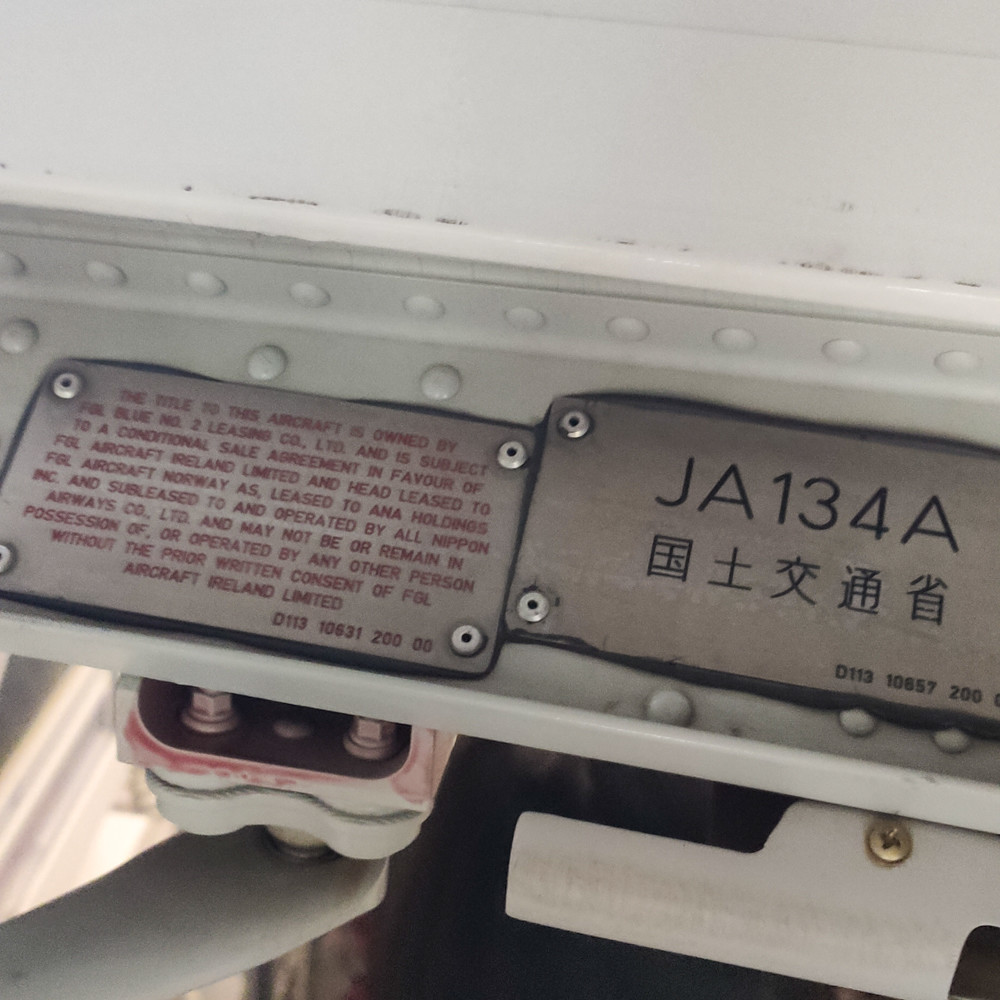 THE TITLE TO THIS AIRCRAFT IS OWNED BY
FGL BLUE NO. 2 LEASING CO., LTD. AND IS SUBJECT
TO A CONDITIONAL SALE AGREEMENT IN FAVOUR OF
FGL AIRCRAFT IRELAND LIMITED AND HEAD LEASED TO
FGL AIRCRAFT NORWAY AS, LEASED TO ANA HOLDINGS
INC. AND SUBLEASED TO AND OPERATED BY ALL NIPPON
AIRWAYS CO., LTD. AND MAY NOT BE OR REMAIN IN
POSSESSION OF, OR OPERATED BY ANY OTHER PERSON
WITHOUT THE PRIOR WRITTEN CONSENT OF FGL
AIRCRAFT IRELAND LIMITED
D113 10631 200 00
JA134A
国土交通省
D113 10657 200